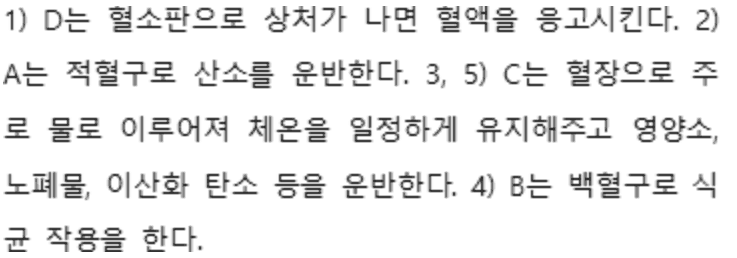 1) D는 혈소판으로 상처가 나면 혈액을 응고시킨다. 2)
A는 적혈구로 산소를 운반한다. 3, 5) C는 혈장으로 주
로 물로 이루어져 체온을 일정하게 유지해주고 영양소,
노폐물, 이산화 탄소 등을 운반한다. 4) B는 백혈구로 식
균 작용을 한다.